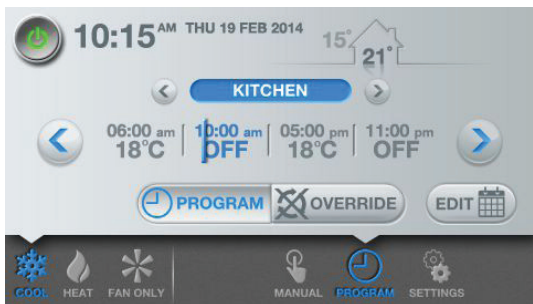 10:15 AM THU 19 FEB 2014
15°
21°
KITCHEN
06:00 am 10:00 am 05:00 pm 11:00 pm
18°C OFF 18°C OFF
PROGRAM OVERRIDE EDIT
COOL HEAT FAN ONLY MANUAL PROGRAM SETTINGS